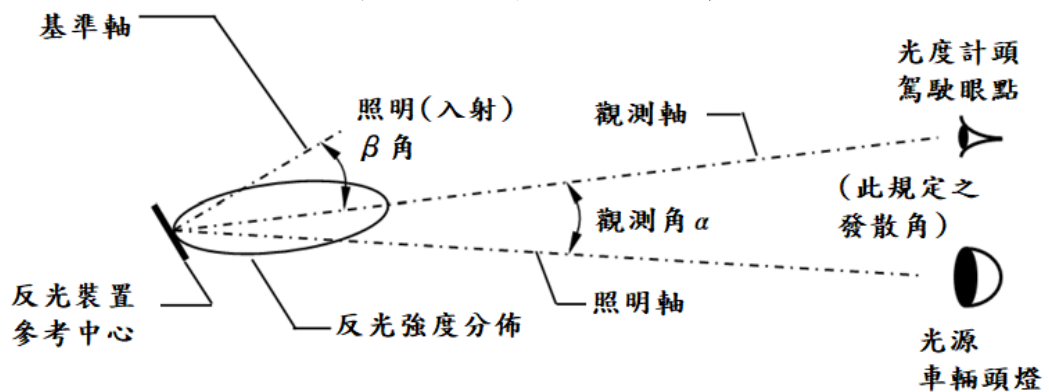 基準軸
照明(入射)
β角
觀測軸
光度計頭
駕駛眼點
(此規定之
發散角)
觀測角α
反光裝置
參考中心
反光強度分佈
照明軸
光源
車輛頭燈